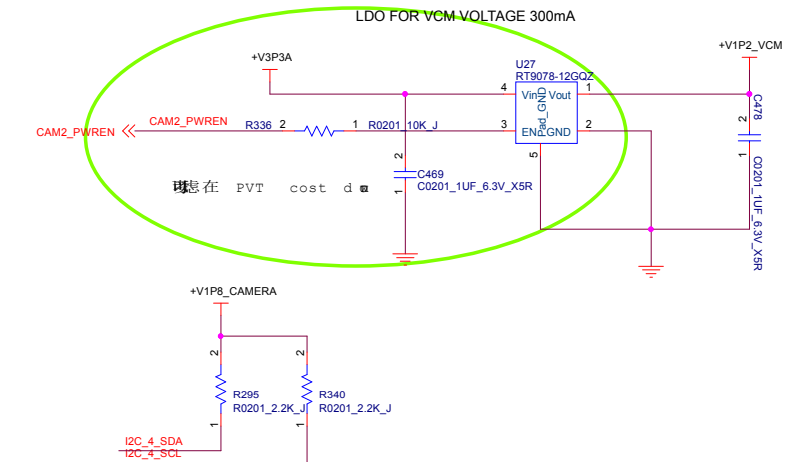 LDO FOR VCM VOLTAGE 300mA
+V3P3A
+V1P2_VCM
U27
RT9078-12GQZ
4
Vin
Vout
1
Pad_GND
CAM2_PWREN
CAM2_PWREN
R336
2
1
R0201_10K_J
3
EN
GND
2
5
C478
2
1
C0201_1UF_6.3V_X5R
2
1
C469
C0201_1UF_6.3V_X5R
虑在 PVT cost d
+V1P8_CAMERA
2
2
R295
R0201_2.2K_J
R340
R0201_2.2K_J
1
1
I2C_4_SDA
I2C_4_SCL